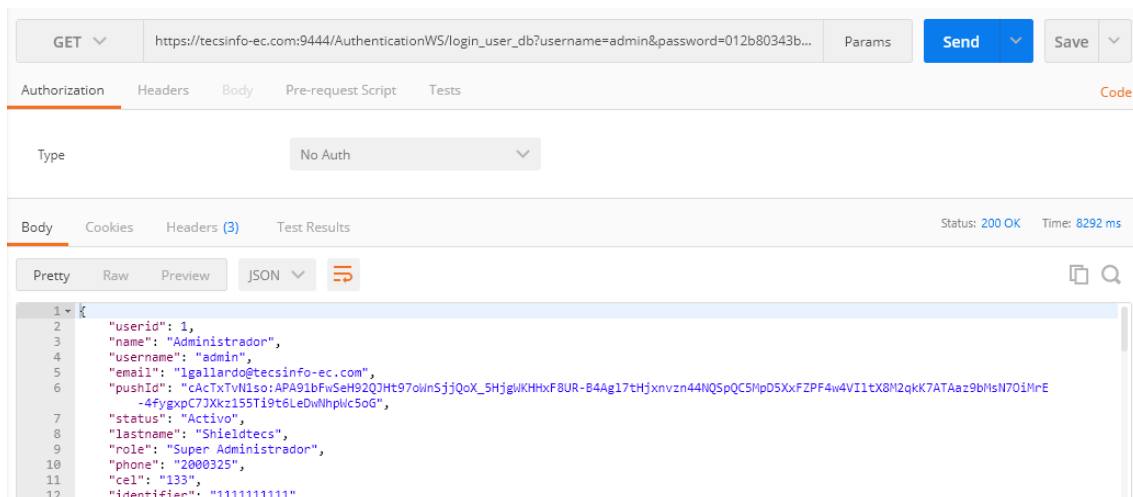 GET https://tecsinfo-ec.com:9444/AuthenticationWS/login_user_db?username=admin&password=012b80343b... Params Send Save
Authorization Headers Body Pre-request Script Tests Code
Type No Auth
Body Cookies Headers (3) Test Results Status: 200 OK Time: 8292 ms
Pretty Raw Preview JSON
1 {
2 "userid": 1,
3 "name": "Administrador",
4 "username": "admin",
5 "email": "lgallardo@tecsinfo-ec.com",
6 "pushId": "cAcTxTvN1so:APA91bFwSeH92QJHt97oWnSjjQoX_5HjgWKHHxF8UR-B4Agl7tHjxnvzn44NQSpQC5MpD5XxFZPF4w4VIltX8M2qkK7ATAaz9bMsN7OiMrE
-4fygxpC7JXkz155Ti9t6LeDwNhpWc5oG",
7 "status": "Activo",
8 "lastname": "Shieldtecs",
9 "role": "Super Administrador",
10 "phone": "2000325",
11 "cel": "133",
12 "identifier": "1111111111"